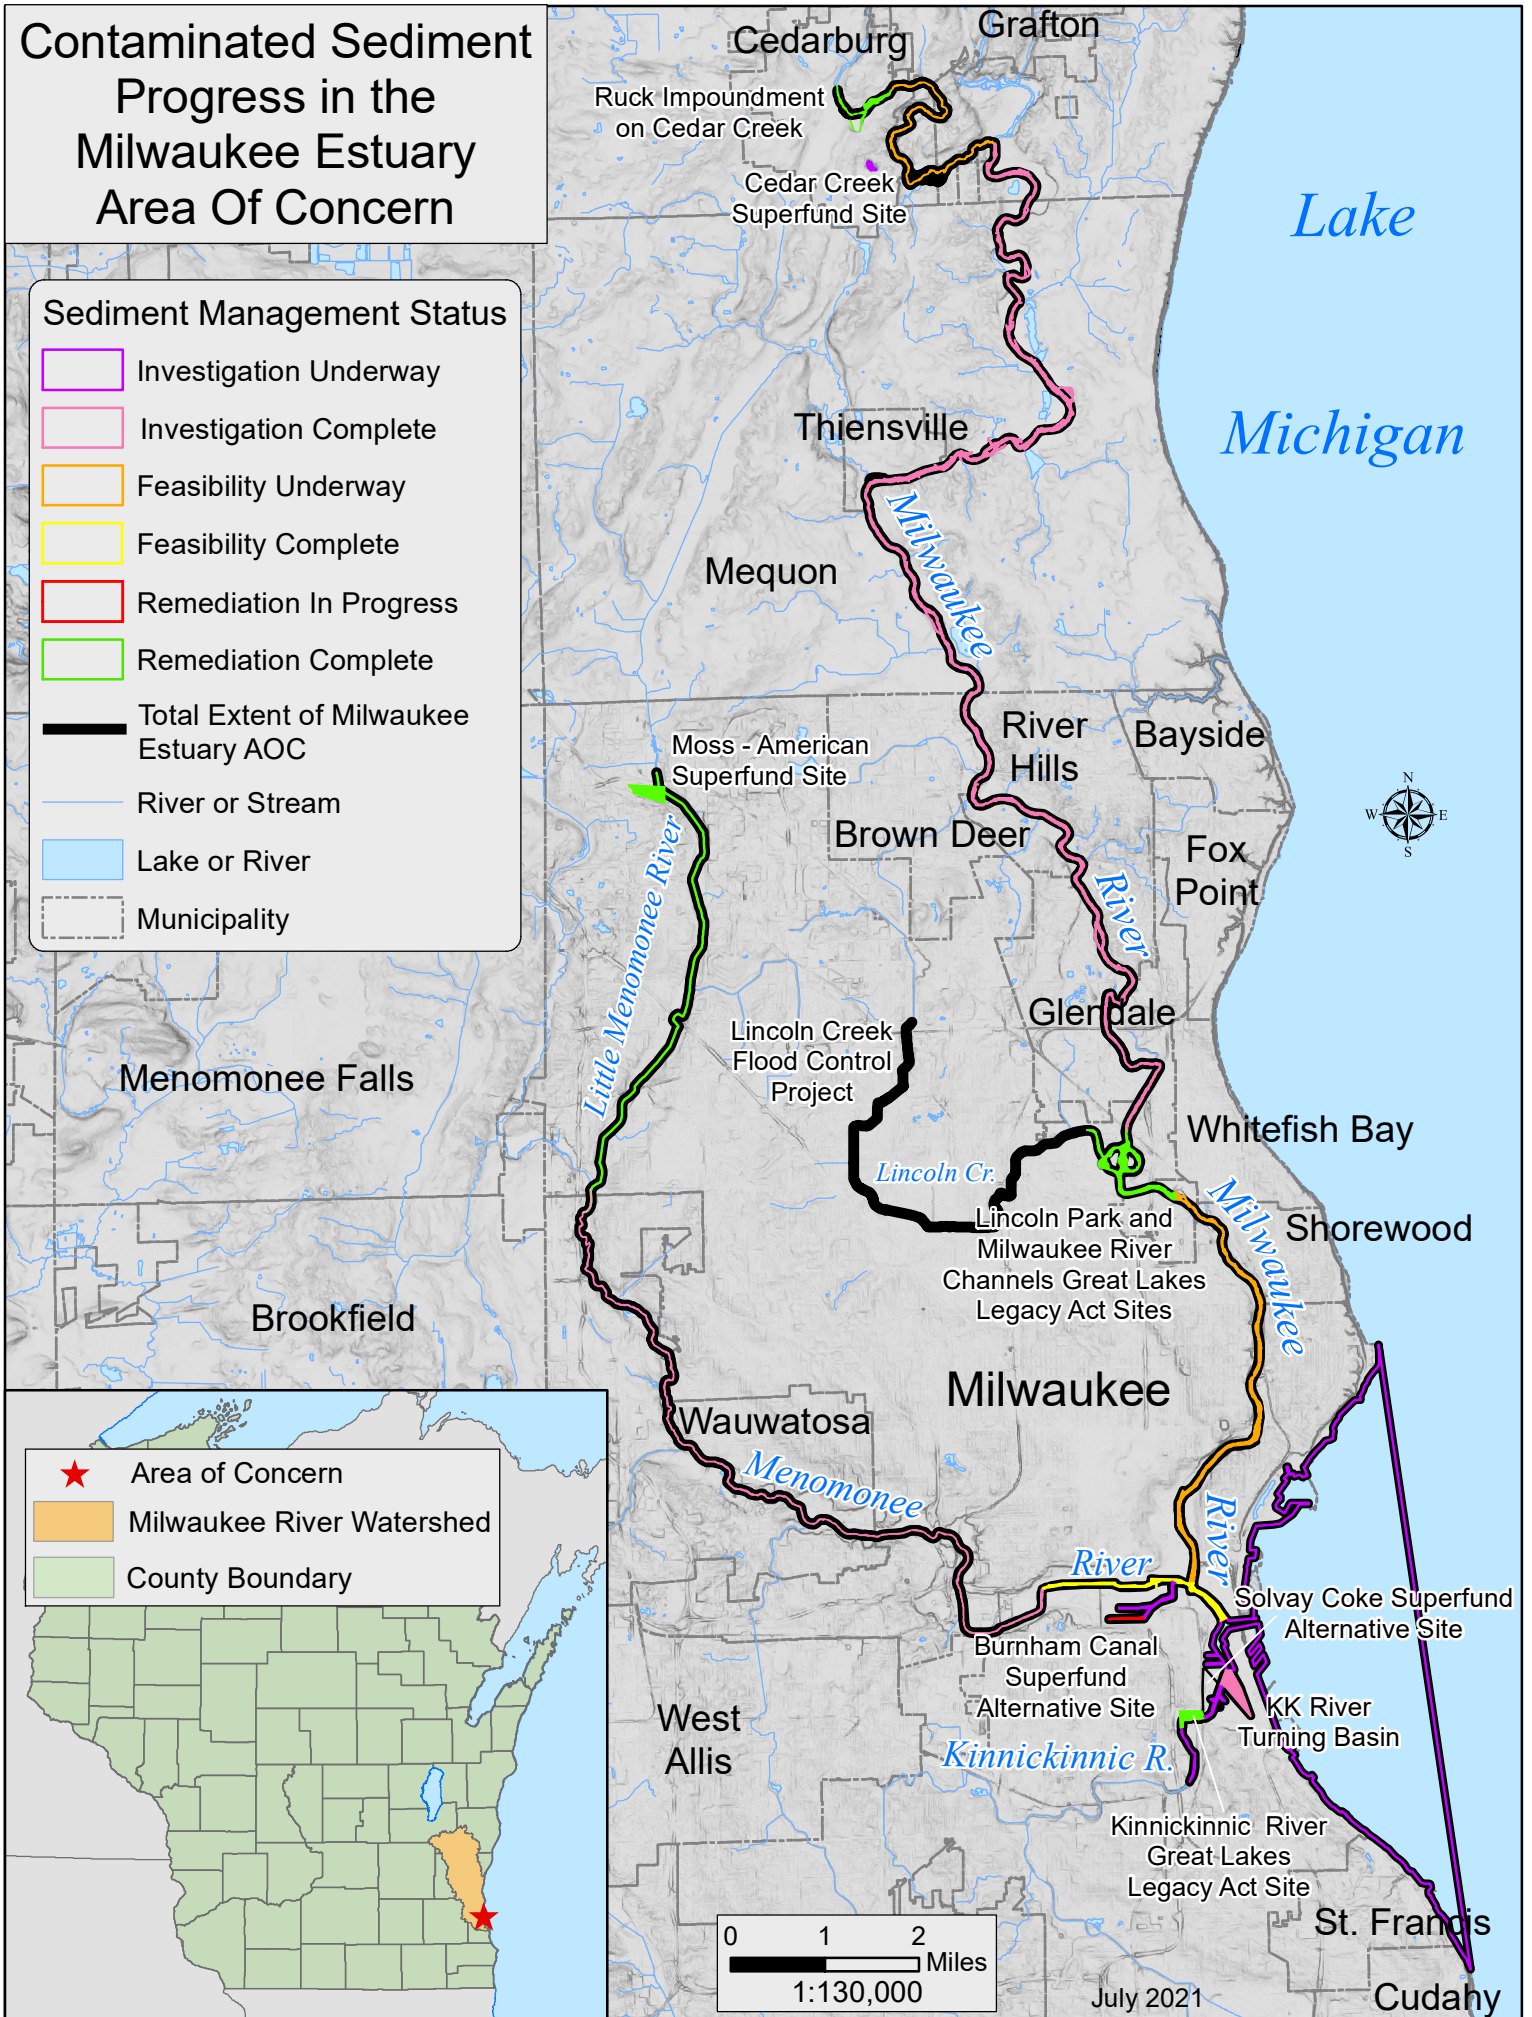 Contaminated Sediment
Progress in the
Milwaukee Estuary
Area Of Concern
Sediment Management Status
Investigation Underway
Investigation Complete
Feasibility Underway
Feasibility Complete
Remediation In Progress
Remediation Complete
Total Extent of Milwaukee
Estuary AOC
River or Stream
Lake or River
Municipality
Cedarburg
Grafton
Ruck Impoundment
on Cedar Creek
Cedar Creek
Superfund Site
Lake
Michigan
Thiensville
Milwaukee
Mequon
River
Hills
Bayside
Moss - American
Superfund Site
N
W
E
S
Brown Deer
Fox
Point
River
Little Menomonee River
Glendale
Lincoln Creek
Flood Control
Project
Menomonee Falls
Whitefish Bay
Lincoln Cr.
Milwaukee
Lincoln Park and
Milwaukee River
Channels Great Lakes
Legacy Act Sites
Shorewood
Brookfield
Milwaukee
Wauwatosa
Menomonee
River
River
Solvay Coke Superfund
Alternative Site
Burnham Canal
Superfund
Alternative Site
KK River
Turning Basin
West
Allis
Kinnickinnic R.
Kinnickinnic River
Great Lakes
Legacy Act Site
St. Francis
Cudahy
Area of Concern
Milwaukee River Watershed
County Boundary
0 1 2
Miles
1:130,000
July 2021